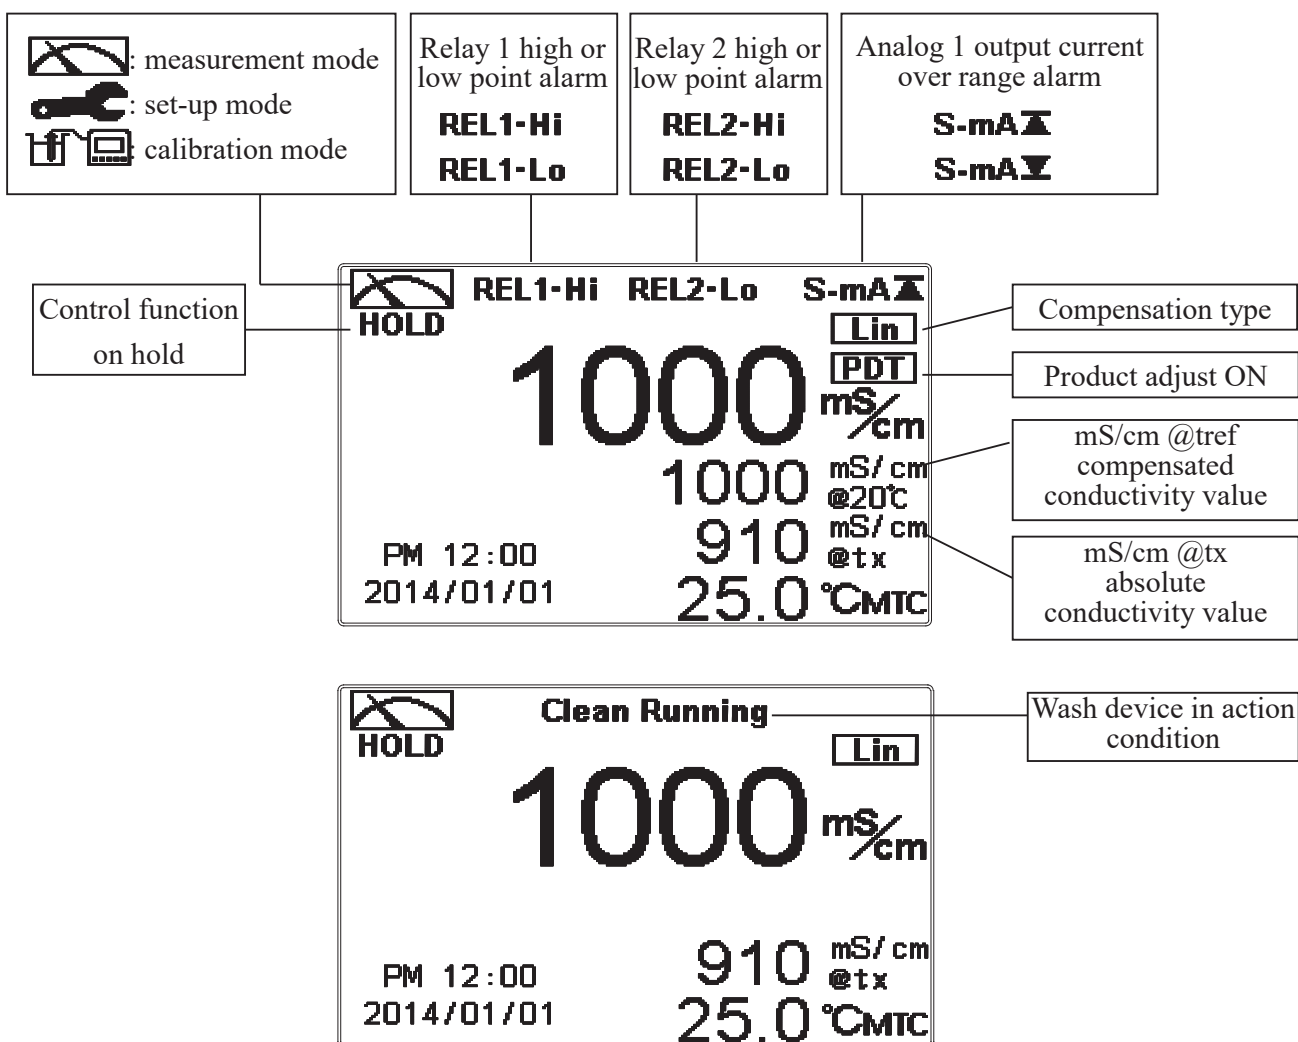 : measurement mode
: set-up mode
: calibration mode
Relay 1 high or
low point alarm
REL1-Hi
REL1-Lo
Relay 2 high or
low point alarm
REL2-Hi
REL2-Lo
Analog 1 output current
over range alarm
S-mA
S-mA
Control function
on hold
REL1-Hi REL2-Lo S-mA
HOLD
Lin
PDT
1000 mS/cm
1000 mS/cm
@20℃
910 mS/cm
@tx
25.0 ℃MTC
PM 12:00
2014/01/01
Compensation type
Product adjust ON
mS/cm @tref
compensated
conductivity value
mS/cm @tx
absolute
conductivity value
Clean Running
HOLD
Lin
1000 mS/cm
910 mS/cm
@tx
25.0 ℃MTC
PM 12:00
2014/01/01
Wash device in action
condition